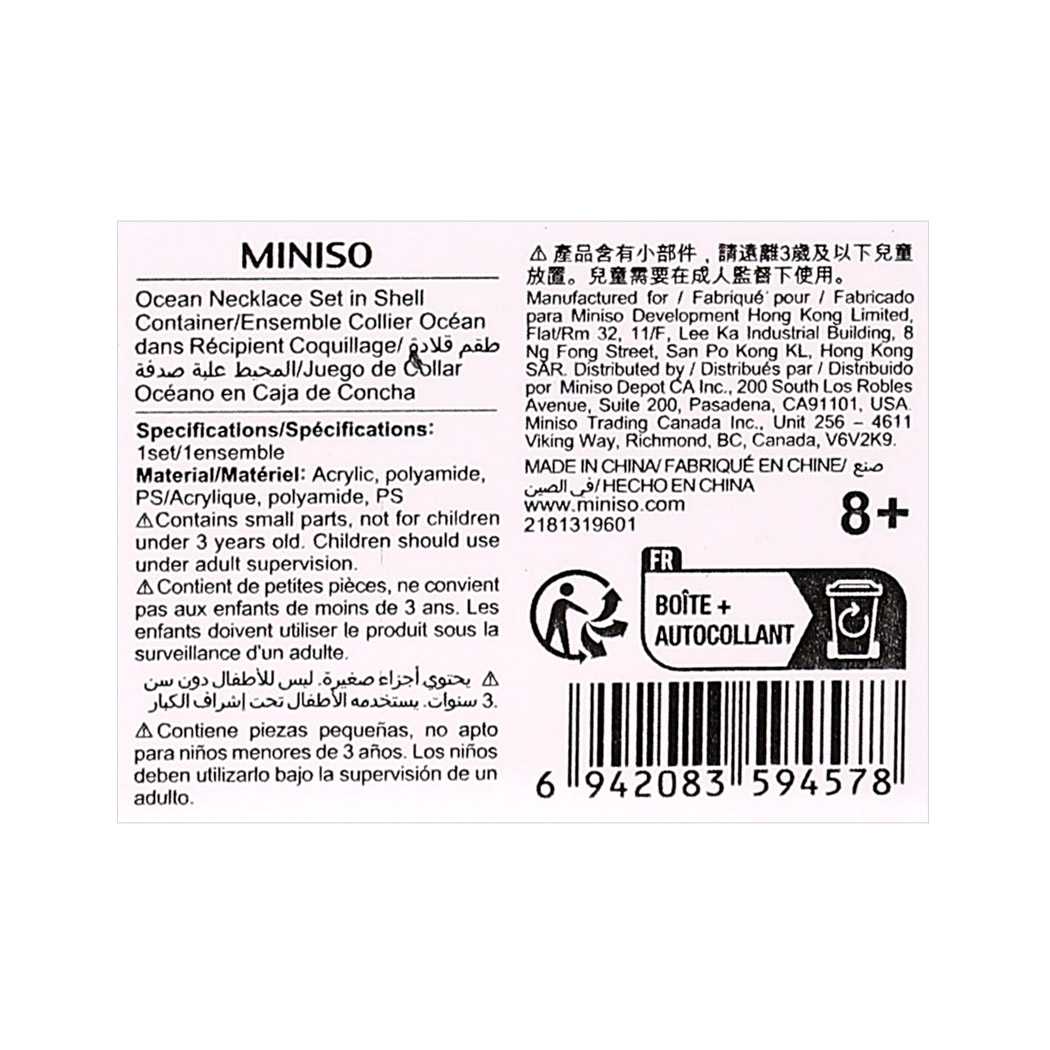 MINISO
Ocean Necklace Set in Shell
Container/Ensemble Collier Océan
dans Récipient Coquillage/ طقم قلادة
المحيط علبة صدفة/Juego de Collar
Océano en Caja de Concha
Specifications/Spécifications:
1set/1ensemble
Material/Matériel: Acrylic, polyamide,
PS/Acrylique, polyamide, PS
⚠Contains small parts, not for children
under 3 years old. Children should use
under adult supervision.
⚠Contient de petites pièces, ne convient
pas aux enfants de moins de 3 ans. Les
enfants doivent utiliser le produit sous la
surveillance d'un adulte.
⚠ يحتوي أجزاء صغيرة. ليس للأطفال دون سن
3 سنوات. يستخدمه الأطفال تحت إشراف الكبار.
⚠Contiene piezas pequeñas, no apto
para niños menores de 3 años. Los niños
deben utilizarlo bajo la supervisión de un
adulto.
⚠ 產品含有小部件，請遠離3歲及以下兒童
放置。兒童需要在成人監督下使用。
Manufactured for / Fabriqué pour / Fabricado
para Miniso Development Hong Kong Limited,
Flat/Rm 32, 11/F, Lee Ka Industrial Building, 8
Ng Fong Street, San Po Kong KL, Hong Kong
SAR. Distributed by / Distribués par / Distribuido
por Miniso Depot CA Inc., 200 South Los Robles
Avenue, Suite 200, Pasadena, CA91101, USA.
Miniso Trading Canada Inc., Unit 256 – 4611
Viking Way, Richmond, BC, Canada, V6V2K9.
MADE IN CHINA/ FABRIQUÉ EN CHINE/ صنع
في الصين/ HECHO EN CHINA
www.miniso.com
2181319601
8+
FR
BOÎTE +
AUTOCOLLANT
6 942083 594578